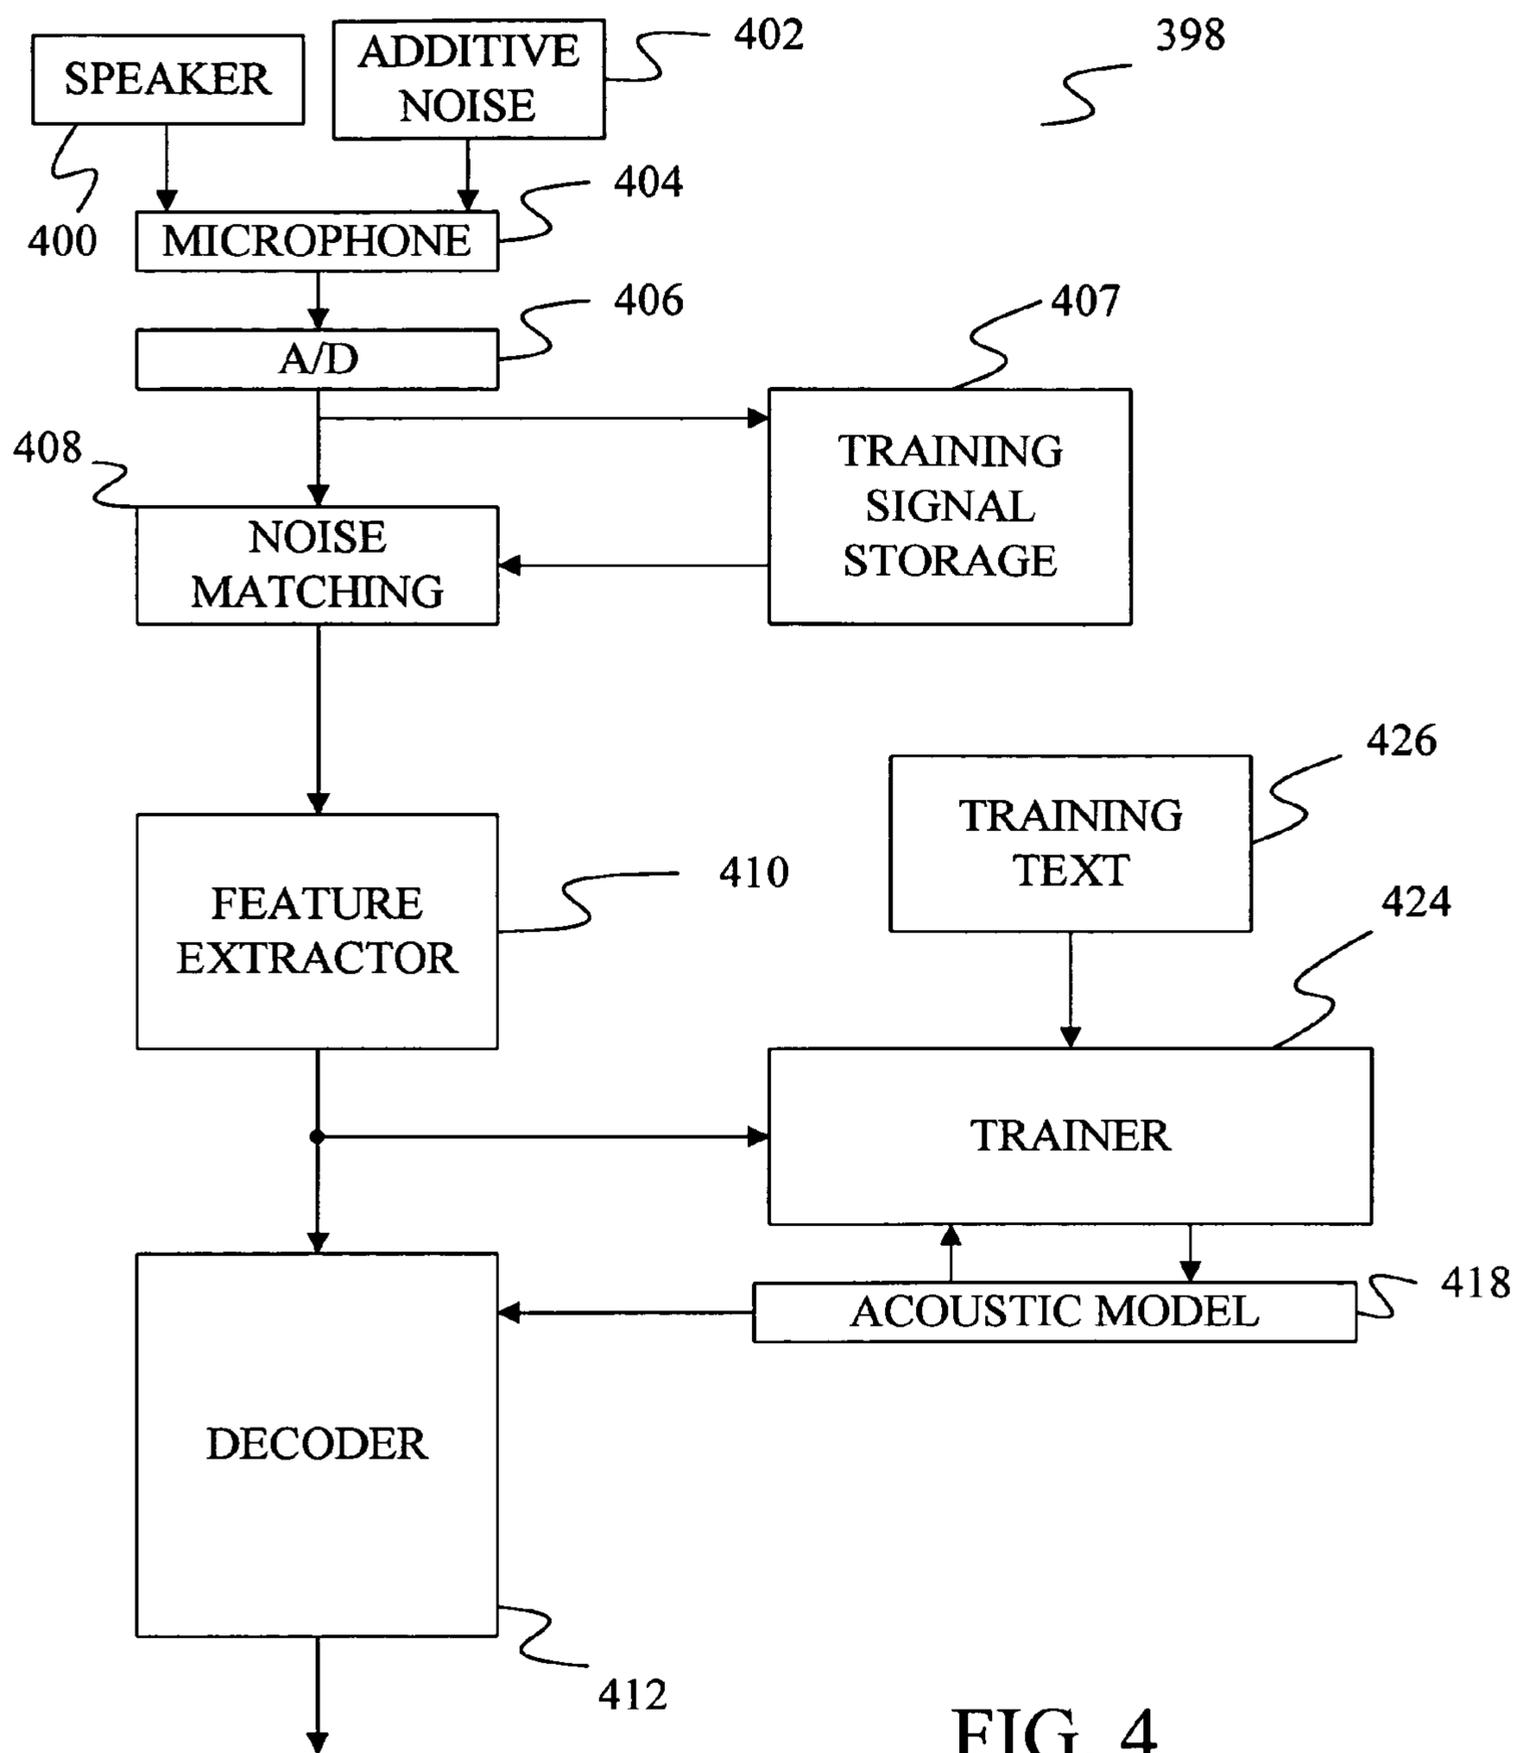 SPEAKER
ADDITIVE
NOISE
402
398
400
404
MICROPHONE
406
A/D
407
408
NOISE
MATCHING
TRAINING
SIGNAL
STORAGE
426
TRAINING
TEXT
FEATURE
EXTRACTOR
410
424
TRAINER
418
ACOUSTIC MODEL
DECODER
412
FIG. 4